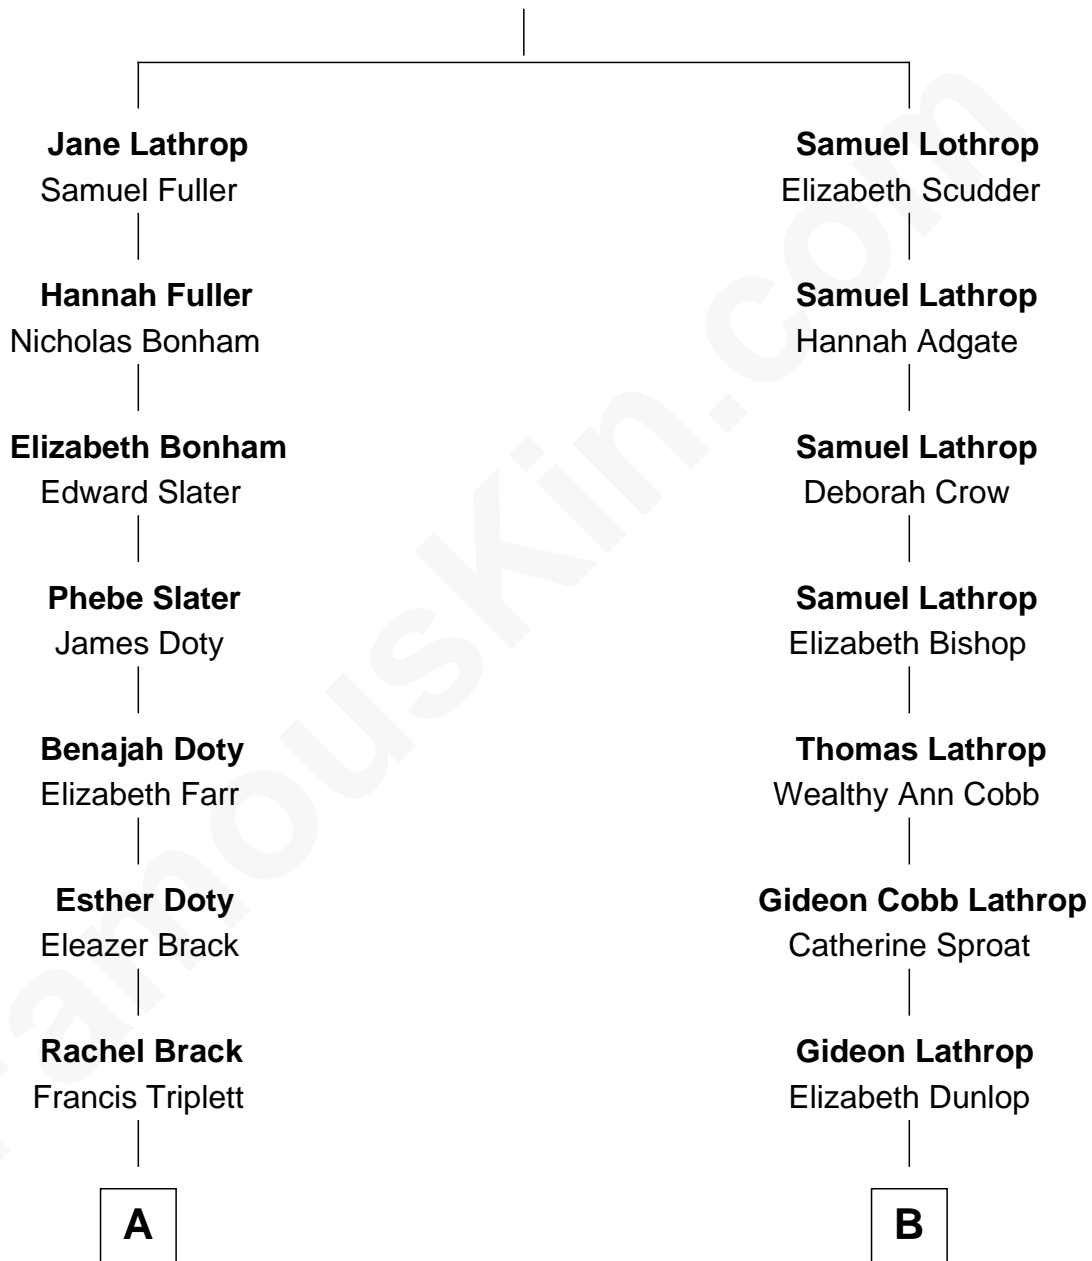 Jane Lathrop
Samuel Fuller
Hannah Fuller
Nicholas Bonham
Elizabeth Bonham
Edward Slater
Phebe Slater
James Doty
Benajah Doty
Elizabeth Farr
Esther Doty
Eleazer Brack
Rachel Brack
Francis Triplett
A
Samuel Lothrop
Elizabeth Scudder
Samuel Lathrop
Hannah Adgate
Samuel Lathrop
Deborah Crow
Samuel Lathrop
Elizabeth Bishop
Thomas Lathrop
Wealthy Ann Cobb
Gideon Cobb Lathrop
Catherine Sproat
Gideon Lathrop
Elizabeth Dunlop
B
FamousKin.com